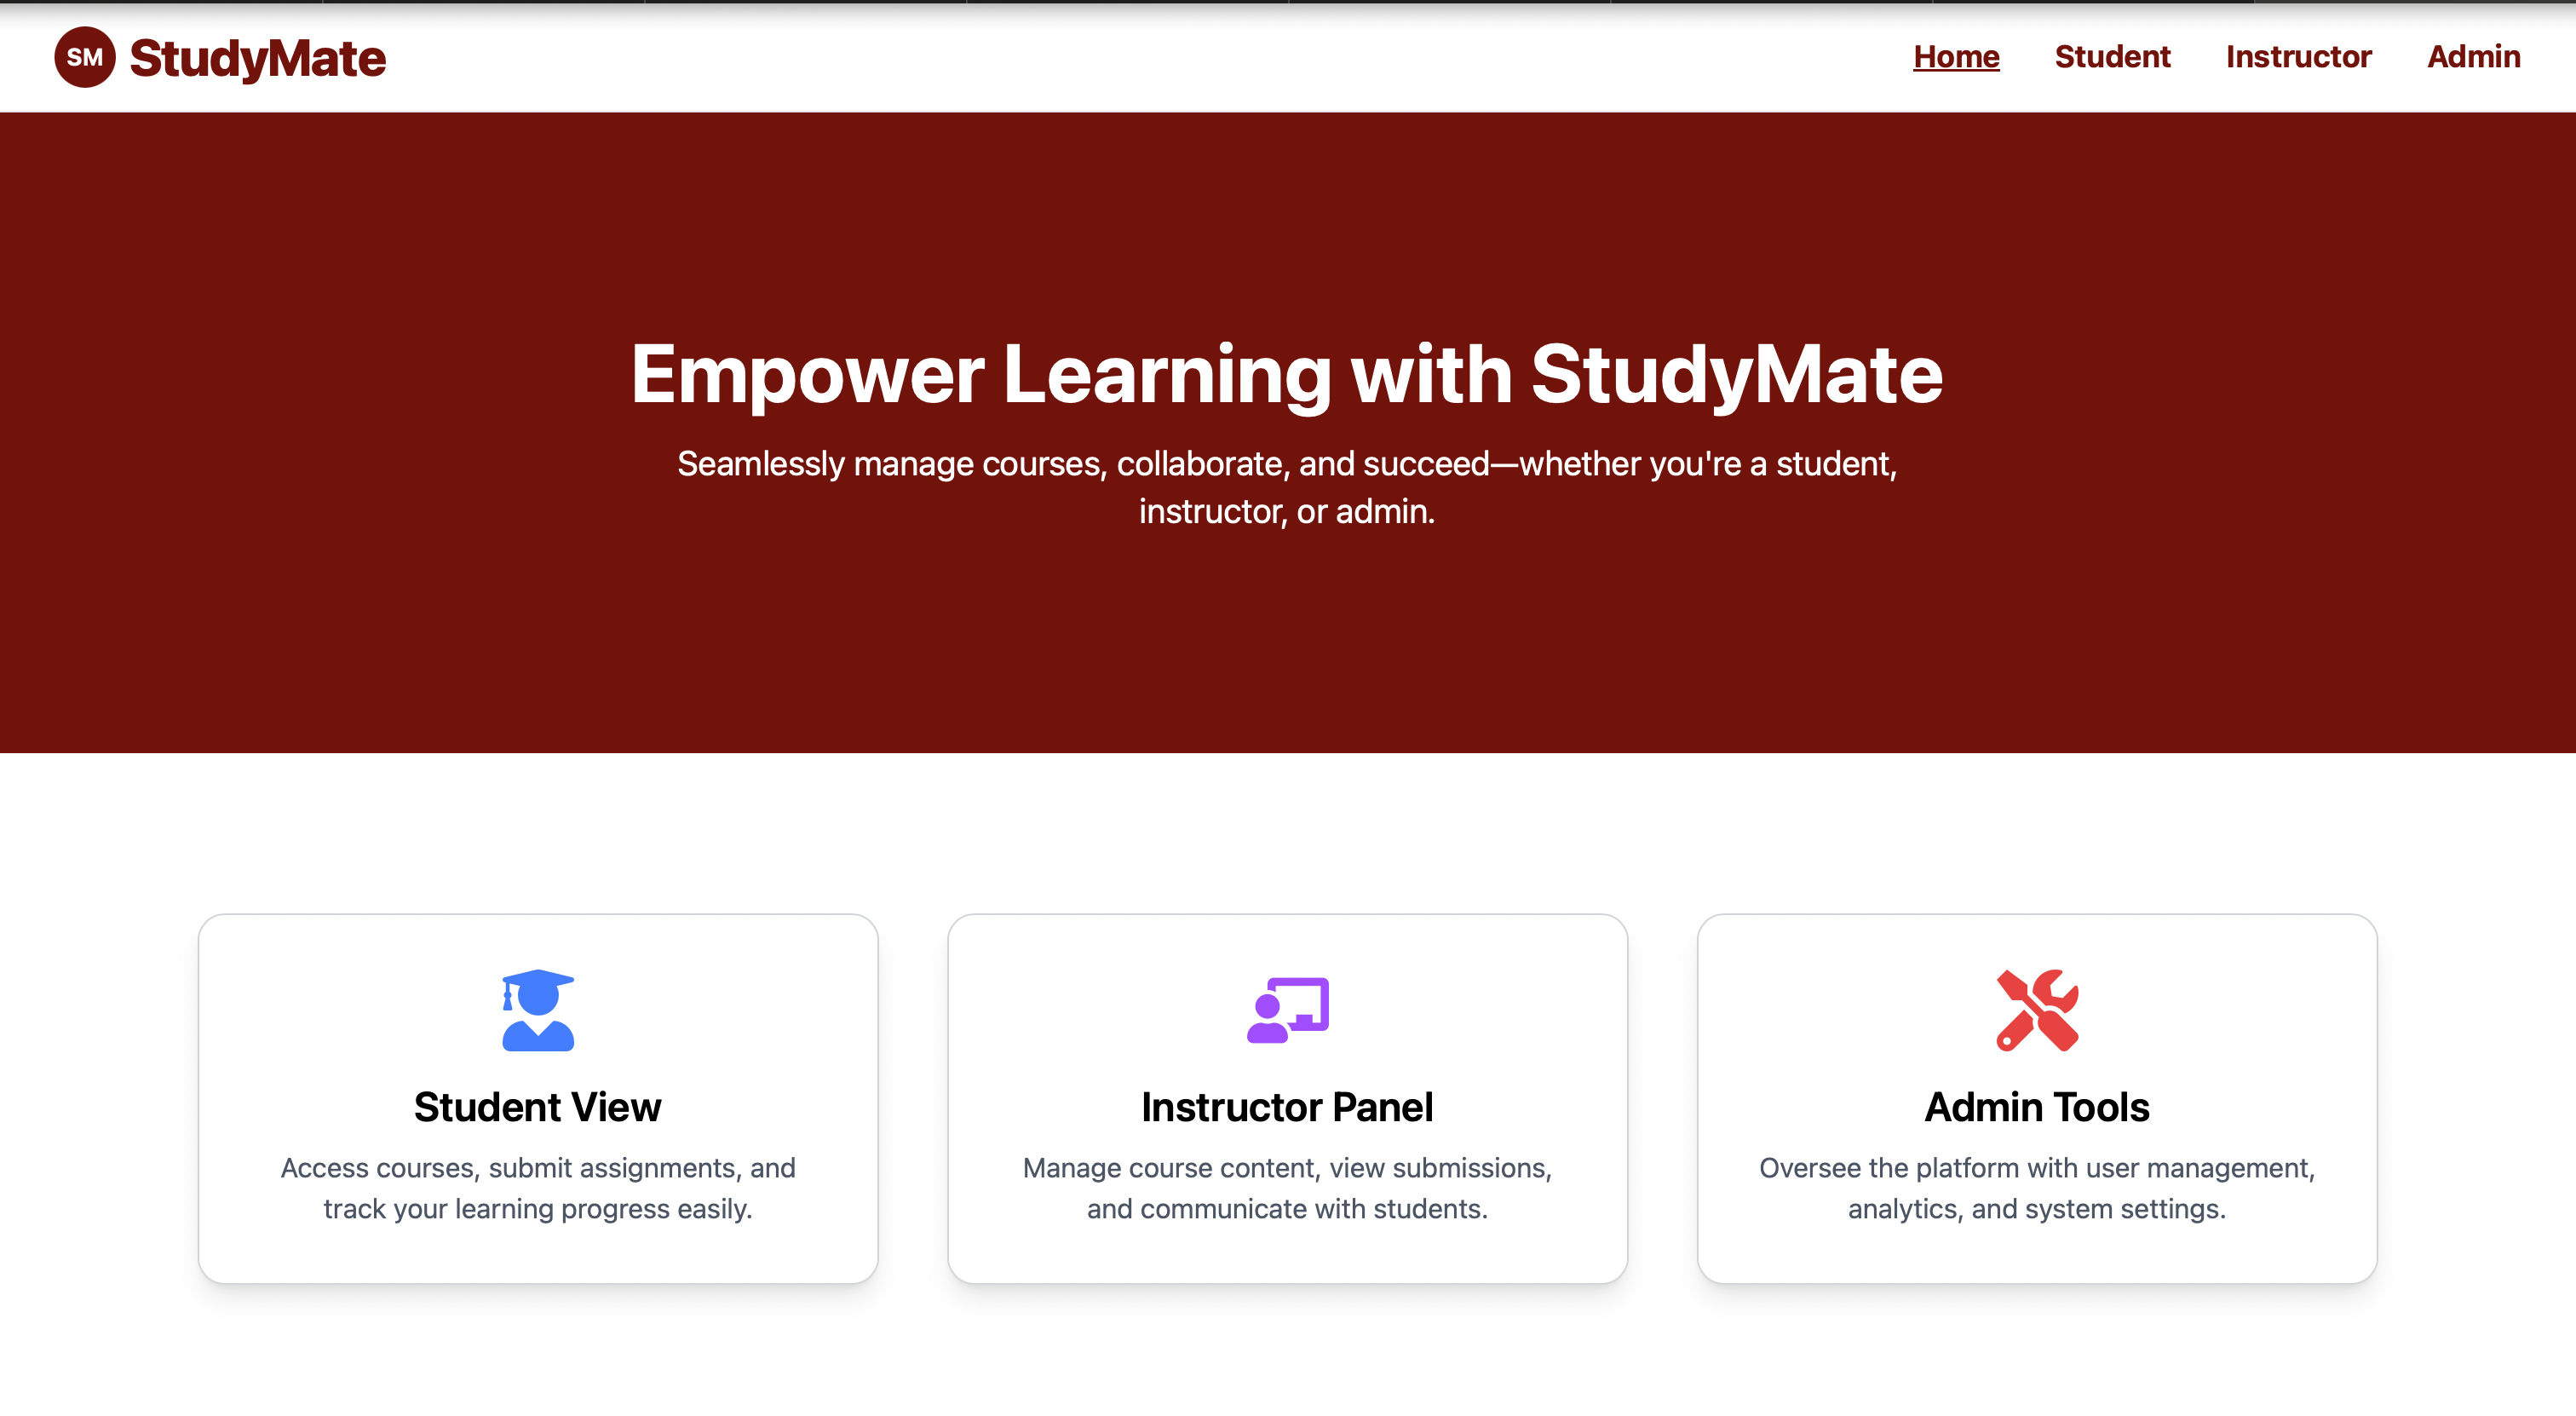 SM StudyMate
Home Student Instructor Admin
Empower Learning with StudyMate
Seamlessly manage courses, collaborate, and succeed—whether you're a student,
instructor, or admin.
Student View
Access courses, submit assignments, and
track your learning progress easily.
Instructor Panel
Manage course content, view submissions,
and communicate with students.
Admin Tools
Oversee the platform with user management,
analytics, and system settings.